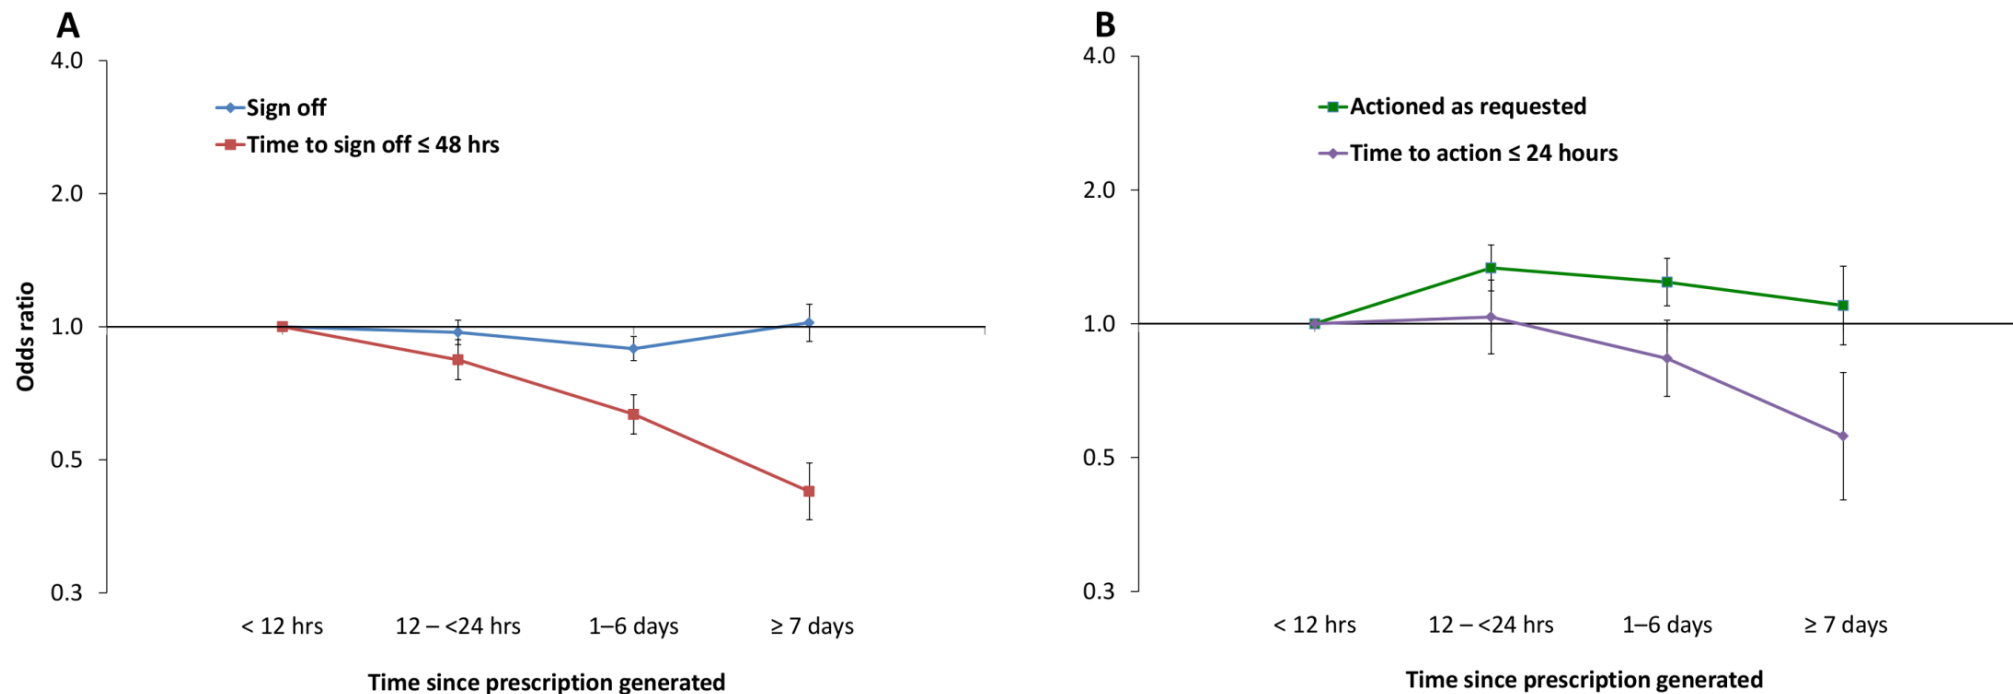 A
4.0
Sign off
Time to sign off ≤ 48 hrs
2.0
Odds ratio
1.0
0.5
0.3
< 12 hrs
12 – <24 hrs
1–6 days
≥ 7 days
Time since prescription generated
B
4.0
Actioned as requested
Time to action ≤ 24 hours
2.0
1.0
0.5
0.3
< 12 hrs
12 – <24 hrs
1–6 days
≥ 7 days
Time since prescription generated